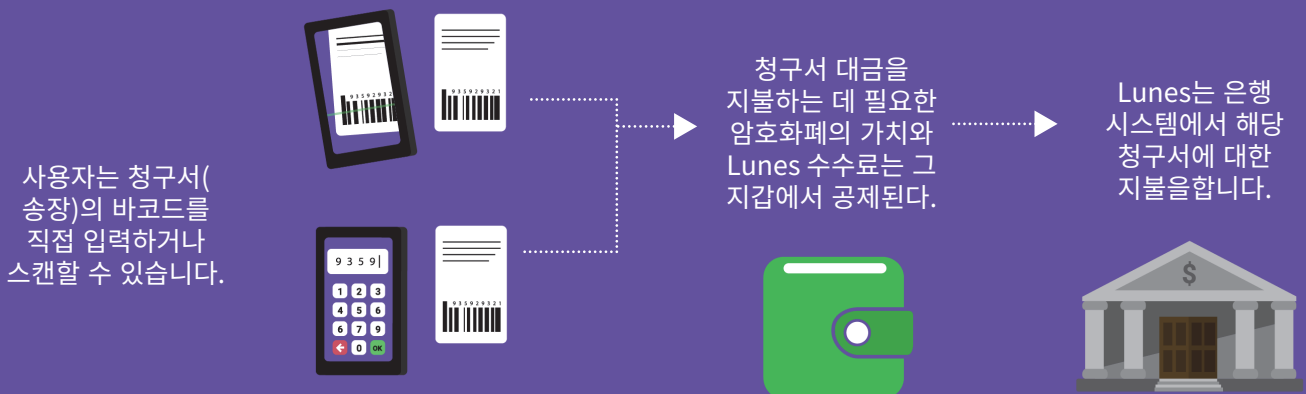 사용자는 청구서(
송장)의 바코드를
직접 입력하거나
스캔할 수 있습니다.
935929321
935929321
9359
1 2 3
4 5 6
6 7 9
0 OK
935929321
청구서 대금을
지불하는 데 필요한
암호화폐의 가치와
Lunes 수수료는 그
지갑에서 공제된다.
Lunes는 은행
시스템에서 해당
청구서에 대한
지불을합니다.
$